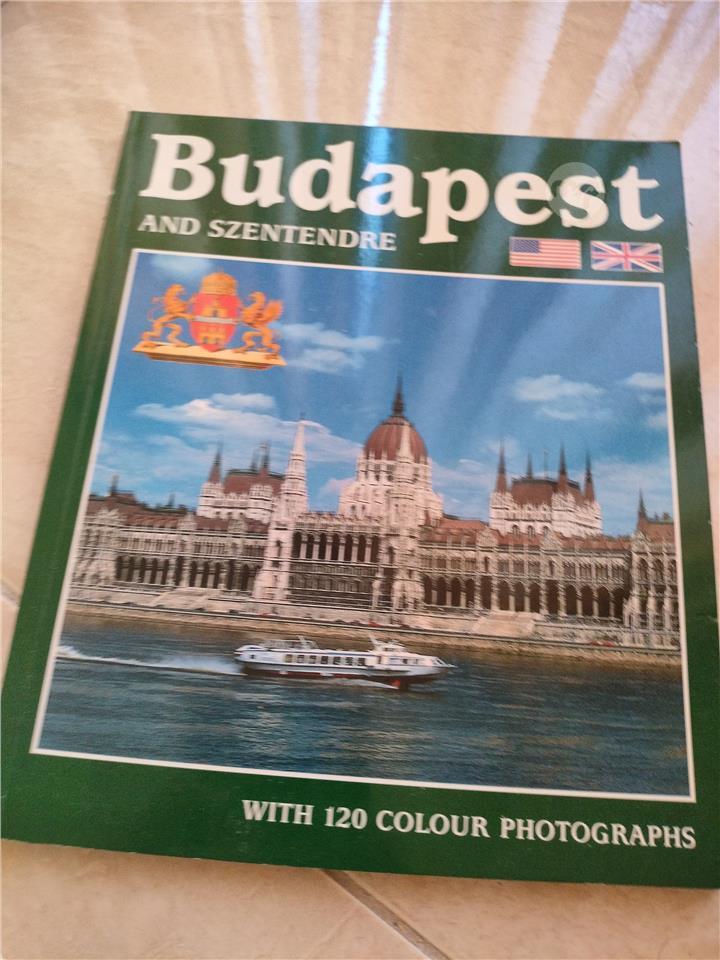 Budapest
AND SZENTENDRE
WITH 120 COLOUR PHOTOGRAPHS